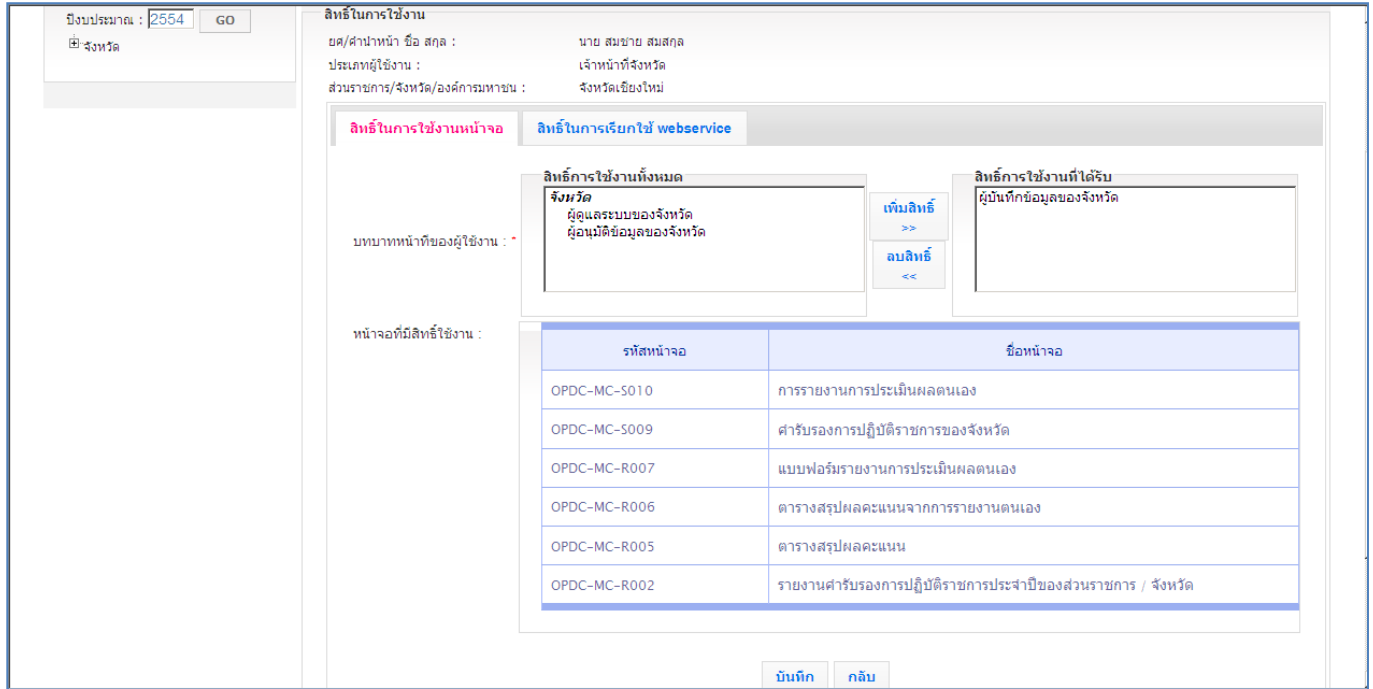 ปีงบประมาณ : 2554 GO
จังหวัด
สิทธิ์ในการใช้งาน
ยศ/คำนำหน้า ชื่อ สกุล : นาย สมชาย สมสกุล
ประเภทผู้ใช้งาน : เจ้าหน้าที่จังหวัด
ส่วนราชการ/จังหวัด/องค์การมหาชน : จังหวัดเชียงใหม่
สิทธิ์ในการใช้งานหน้าจอ สิทธิ์ในการเรียกใช้ webservice
สิทธิ์การใช้งานทั้งหมด
จังหวัด
ผู้ดูแลระบบของจังหวัด
ผู้อนุมัติข้อมูลของจังหวัด
บทบาทหน้าที่ของผู้ใช้งาน : *
เพิ่มสิทธิ์
>>
ลบสิทธิ์
<<
สิทธิ์การใช้งานที่ได้รับ
ผู้บันทึกข้อมูลของจังหวัด
หน้าจอที่มีสิทธิ์ใช้งาน :
รหัสหน้าจอ ชื่อหน้าจอ
OPDC-MC-S010 การรายงานการประเมินผลตนเอง
OPDC-MC-S009 คำรับรองการปฏิบัติราชการของจังหวัด
OPDC-MC-R007 แบบฟอร์มรายงานการประเมินผลตนเอง
OPDC-MC-R006 ตารางสรุปผลคะแนนจากการรายงานตนเอง
OPDC-MC-R005 ตารางสรุปผลคะแนน
OPDC-MC-R002 รายงานคำรับรองการปฏิบัติราชการประจำปีของส่วนราชการ / จังหวัด
บันทึก กลับ